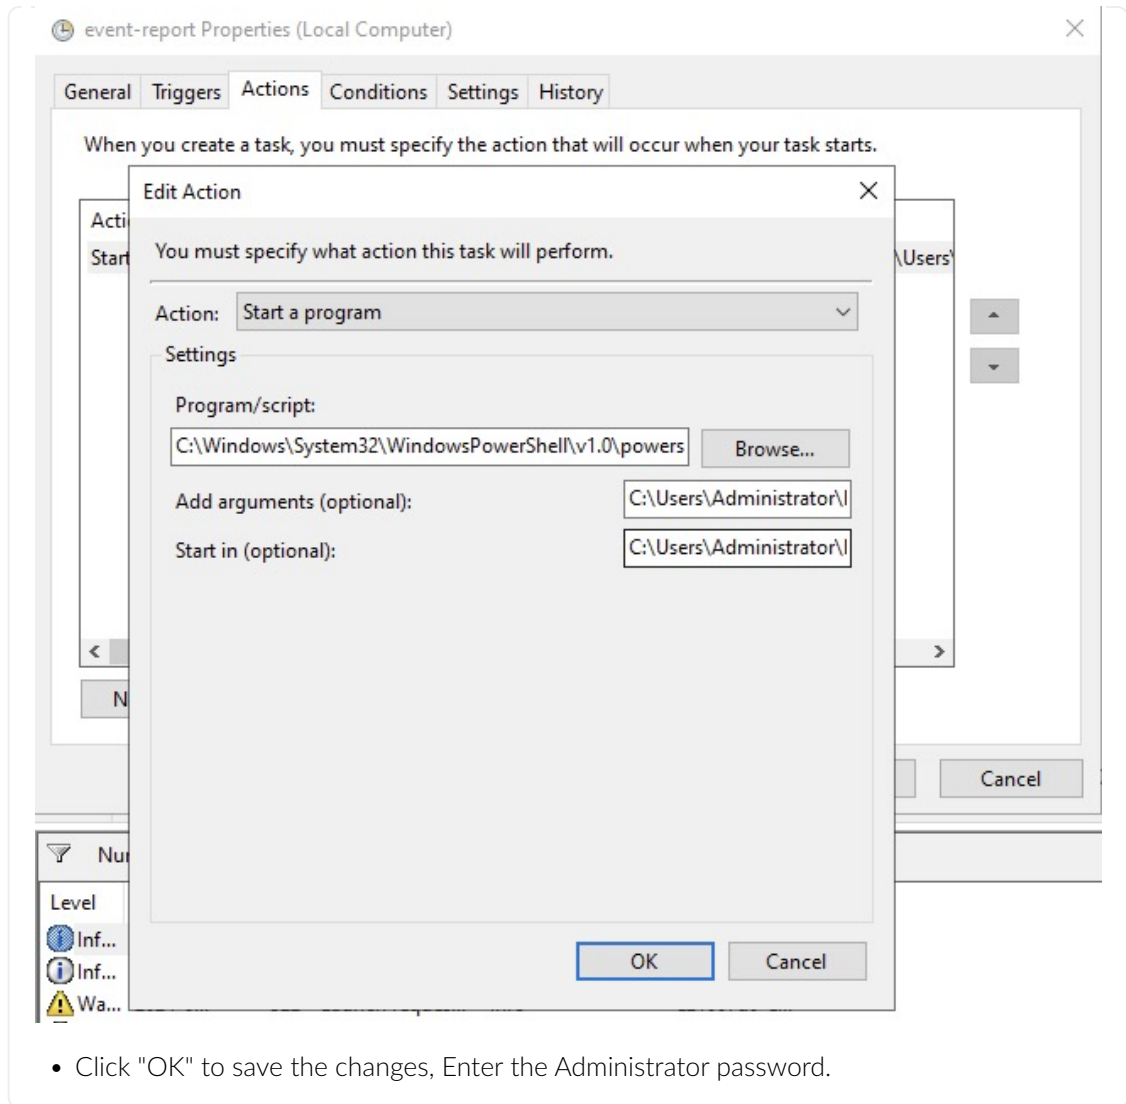 event-report Properties (Local Computer)
General Triggers Actions Conditions Settings History
When you create a task, you must specify the action that will occur when your task starts.
Edit Action
Acti
You must specify what action this task will perform.
Start
\Users\
Action: Start a program
Settings
Program/script:
C:\Windows\System32\WindowsPowerShell\v1.0\powers
Browse...
Add arguments (optional):
C:\Users\Administrator\
Start in (optional):
C:\Users\Administrator\
N
Cancel
Nu
Level
Inf...
OK Cancel
Inf...
Wa...
• Click "OK" to save the changes, Enter the Administrator password.